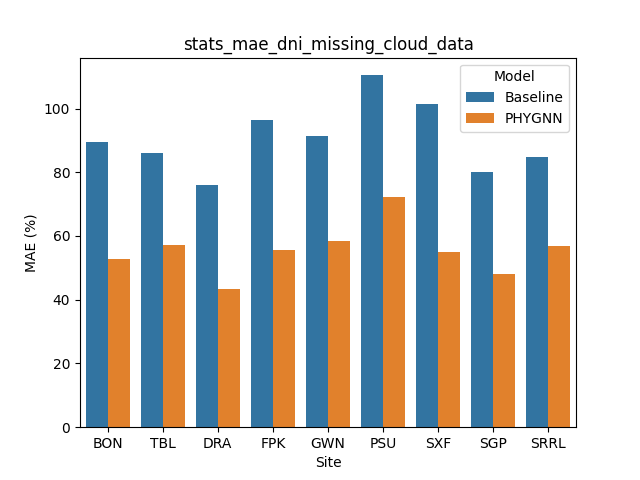 stats_mae_dni_missing_cloud_data
Model
Baseline
PHYGNN
MAE (%)
100
80
60
40
20
0
BON TBL DRA FPK GWN PSU SXF SGP SRRL
Site